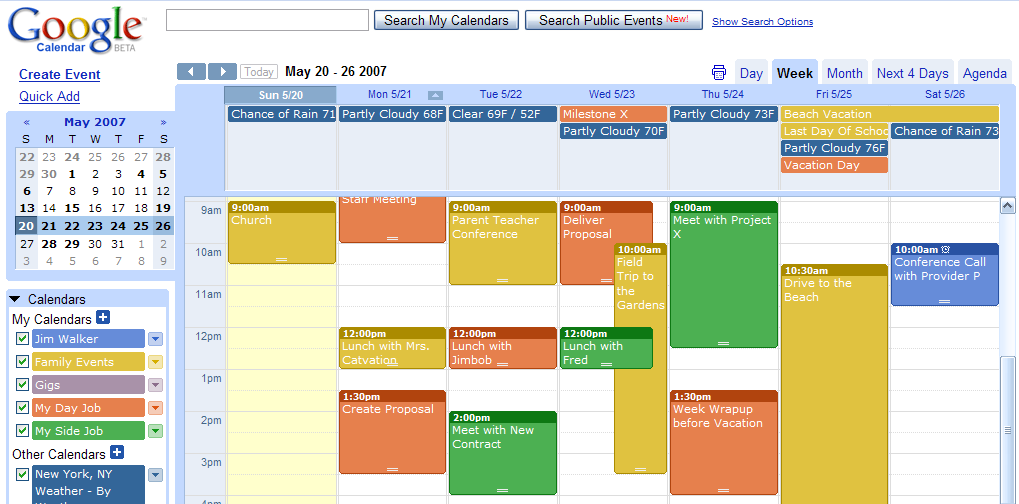 Google
Calendar BETA
Search My Calendars
Search Public Events New!
Show Search Options
Create Event
Quick Add
Today
May 20 - 26 2007
Day
Week
Month
Next 4 Days
Agenda
« May 2007 »
S M T W T F S
22 23 24 25 26 27 28
29 30 1 2 3 4 5
6 7 8 9 10 11 12
13 14 15 16 17 18 19
20 21 22 23 24 25 26
27 28 29 30 31 1 2
3 4 5 6 7 8 9
Calendars
My Calendars
Jim Walker
Family Events
Gigs
My Day Job
My Side Job
Other Calendars
New York, NY
Weather - By
Sun 5/20
Mon 5/21
Tue 5/22
Wed 5/23
Thu 5/24
Fri 5/25
Sat 5/26
Chance of Rain 71
Partly Cloudy 68F
Clear 69F / 52F
Milestone X
Partly Cloudy 73F
Beach Vacation
Partly Cloudy 70F
Last Day Of Schoo
Chance of Rain 73
Partly Cloudy 76F
Vacation Day
9am
10am
11am
12pm
1pm
2pm
3pm
4pm
9:00am
Church
Staff Meeting
12:00pm
Lunch with Mrs.
Catvation
1:30pm
Create Proposal
9:00am
Parent Teacher
Conference
12:00pm
Lunch with
Jimbob
2:00pm
Meet with New
Contract
9:00am
Deliver
Proposal
10:00am
Field
Trip to
the
Gardens
12:00pm
Lunch with
Fred
9:00am
Meet with Project
X
1:30pm
Week Wrapup
before Vacation
10:30am
Drive to the
Beach
10:00am
Conference Call
with Provider P